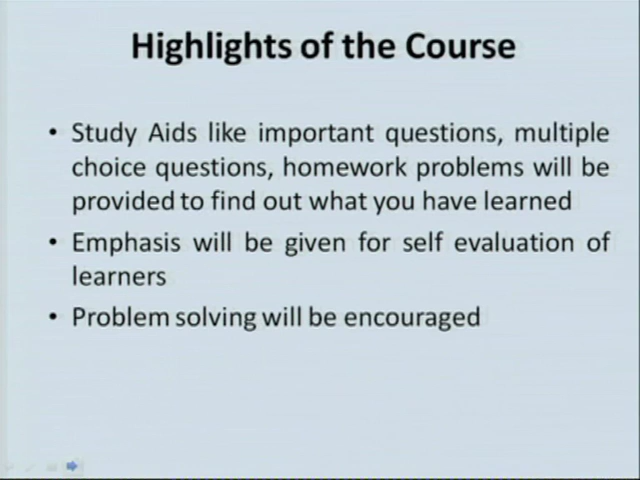 Highlights of the Course
• Study Aids like important questions, multiple
choice questions, homework problems will be
provided to find out what you have learned
• Emphasis will be given for self evaluation of
learners
• Problem solving will be encouraged